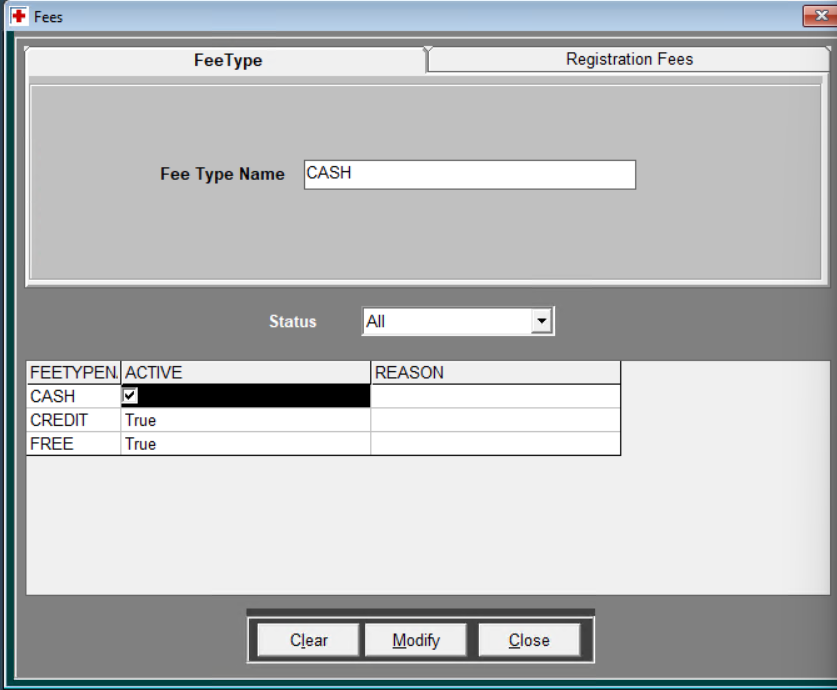 Fees
FeeType Registration Fees
Fee Type Name CASH
Status All
FEETYPEN. ACTIVE REASON
CASH
CREDIT True
FREE True
Clear Modify Close